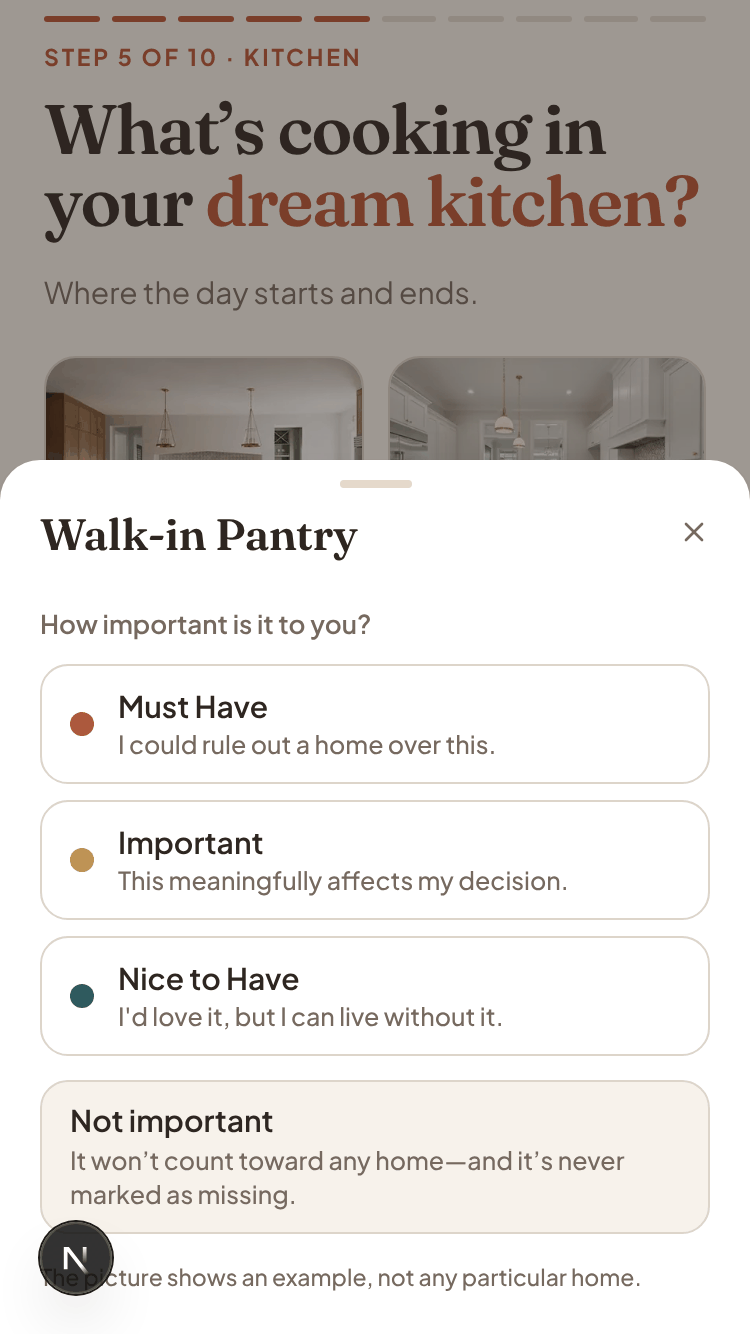 STEP 5 OF 10 · KITCHEN
What’s cooking in
your dream kitchen?
Where the day starts and ends.
Walk-in Pantry
How important is it to you?
Must Have
I could rule out a home over this.
Important
This meaningfully affects my decision.
Nice to Have
I'd love it, but I can live without it.
Not important
It won’t count toward any home—and it’s never
marked as missing.
N
The picture shows an example, not any particular home.